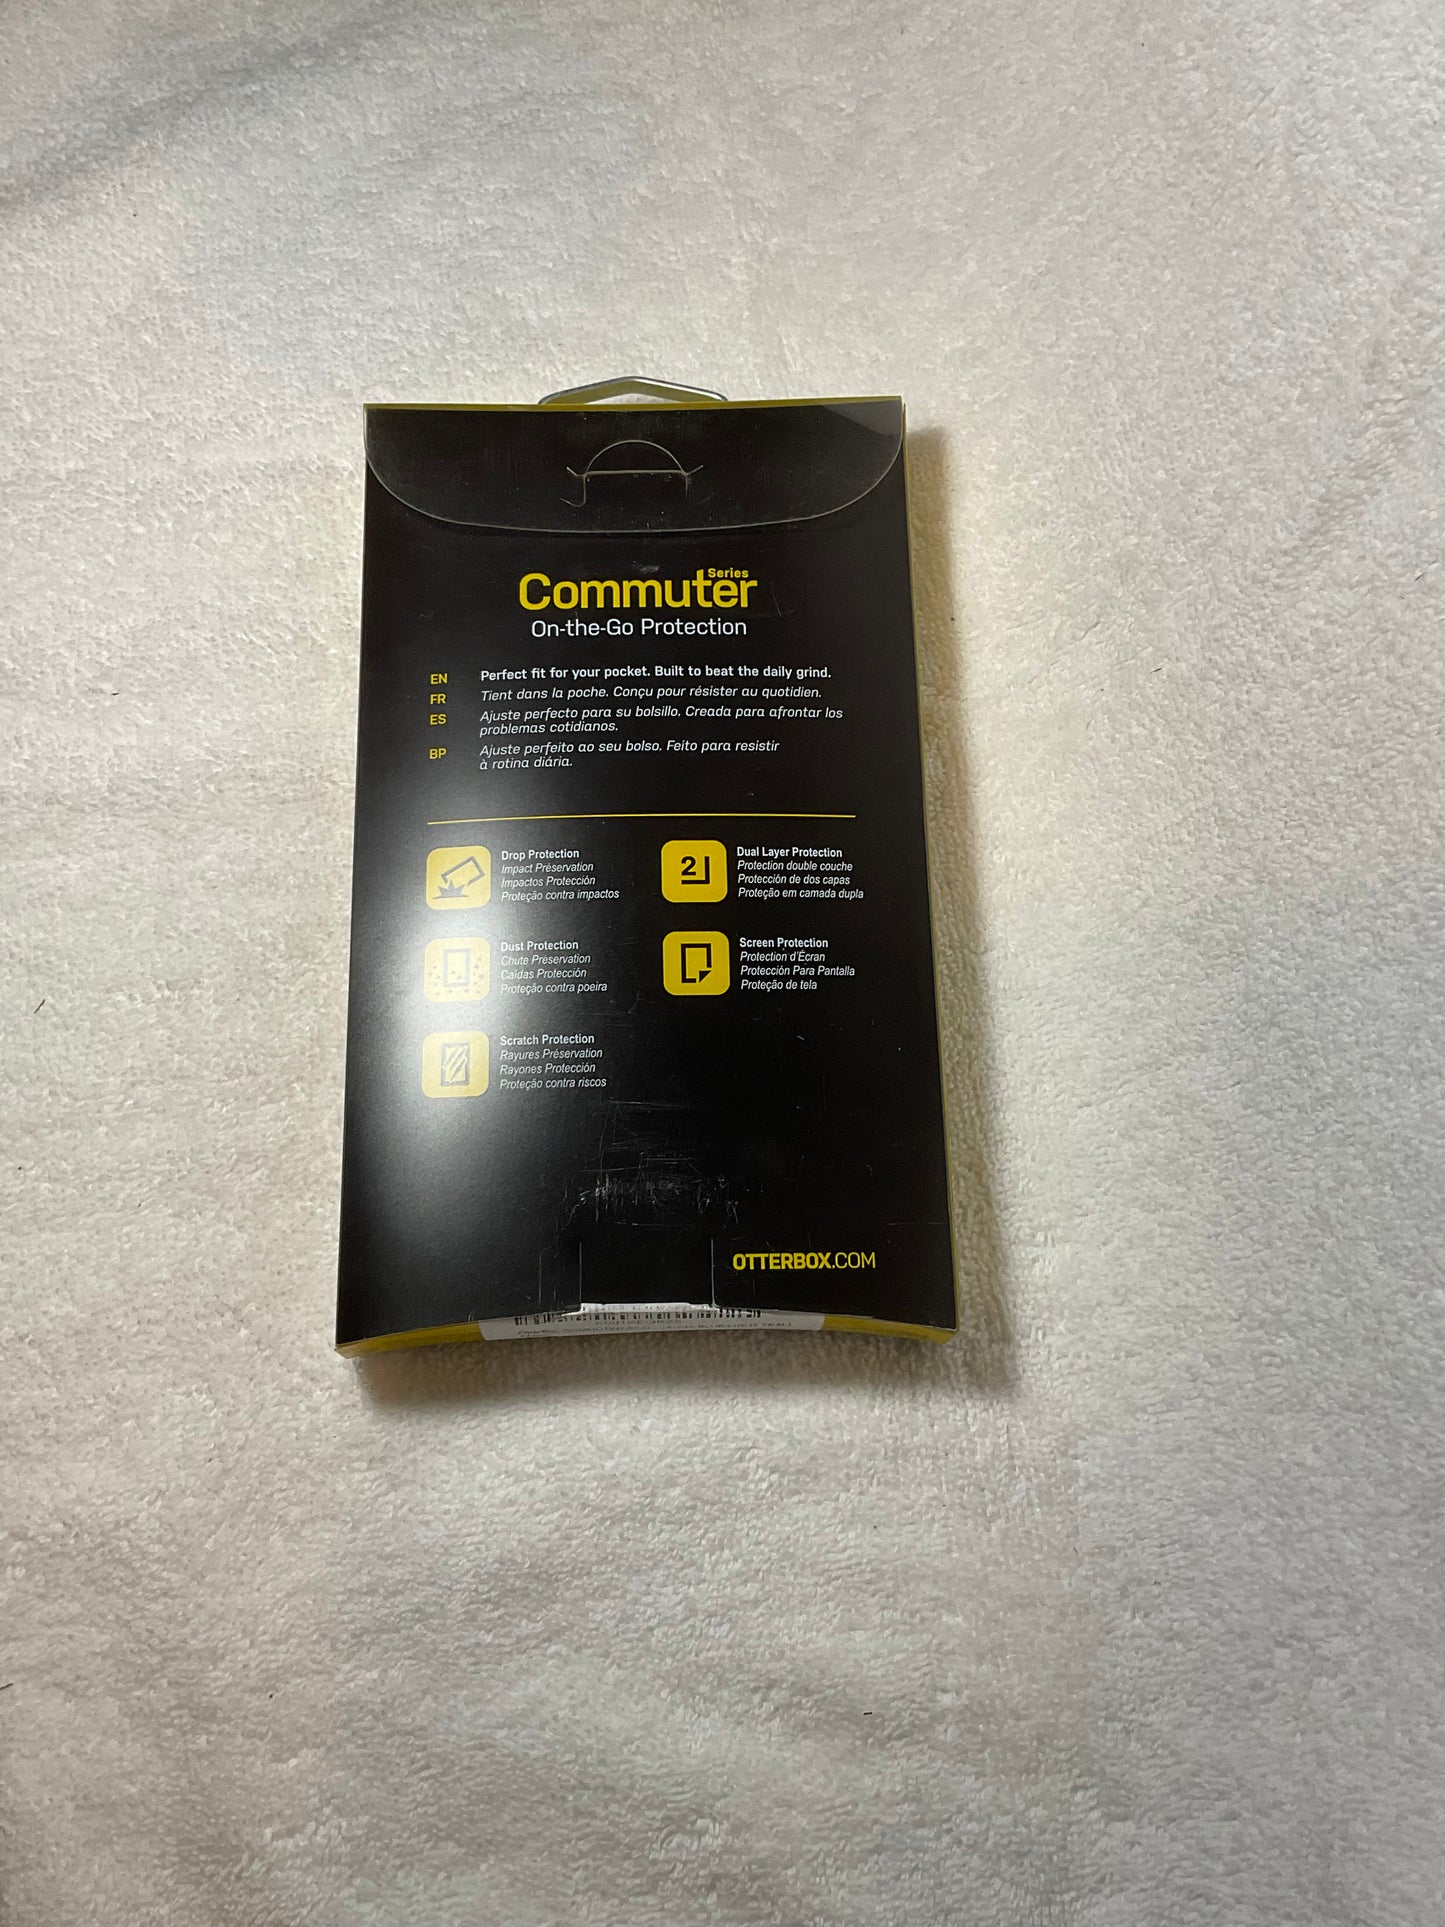 Commuter Series
On-the-Go Protection
EN Perfect fit for your pocket. Built to beat the daily grind.
FR Tient dans la poche. Conçu pour résister au quotidien.
ES Ajuste perfecto para su bolsillo. Creada para afrontar los
problemas cotidianos.
BP Ajuste perfeito ao seu bolso. Feito para resistir
à rotina diária.
Drop Protection
Impact Préservation
Impactos Protección
Proteção contra impactos
2
Dual Layer Protection
Protection double couche
Protección de dos capas
Proteção em camada dupla
Dust Protection
Chute Préservation
Caídas Protección
Proteção contra poeira
Screen Protection
Protection d'Écran
Protección Para Pantalla
Proteção de tela
Scratch Protection
Rayures Préservation
Rayones Protección
Proteção contra riscos
OTTERBOX.COM